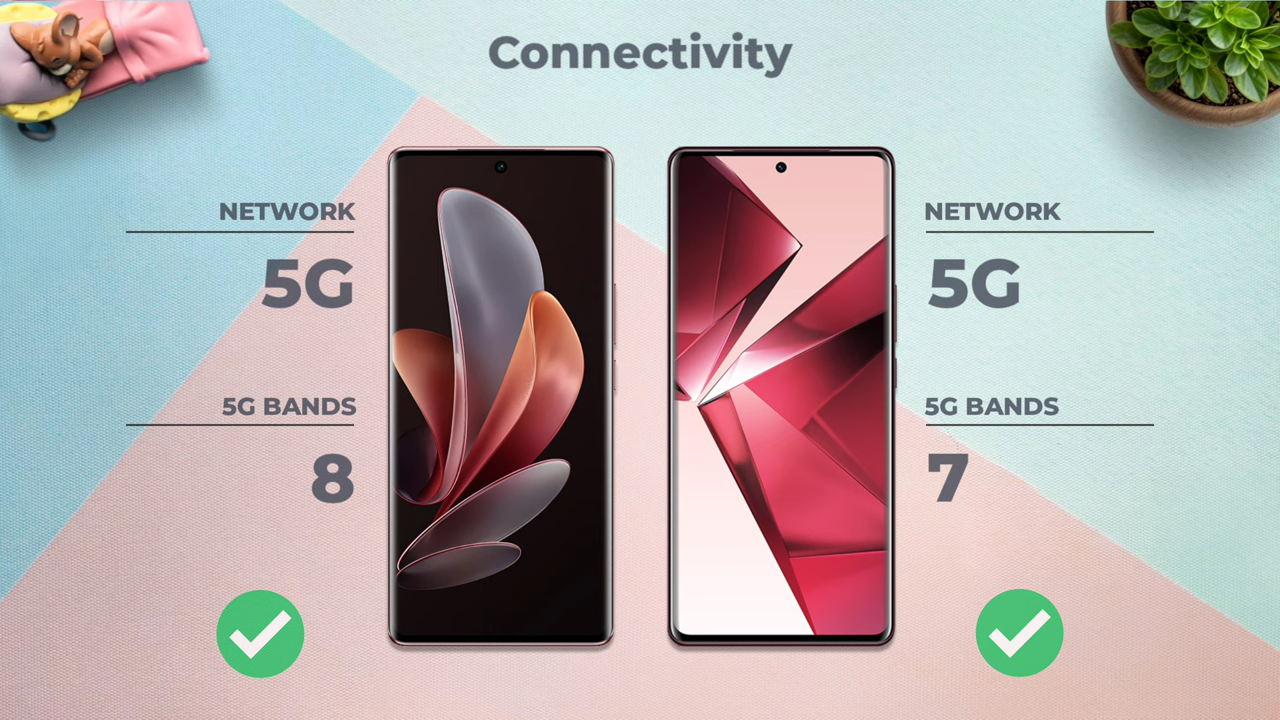 Connectivity
NETWORK
5G
5G BANDS
8
NETWORK
5G
5G BANDS
7